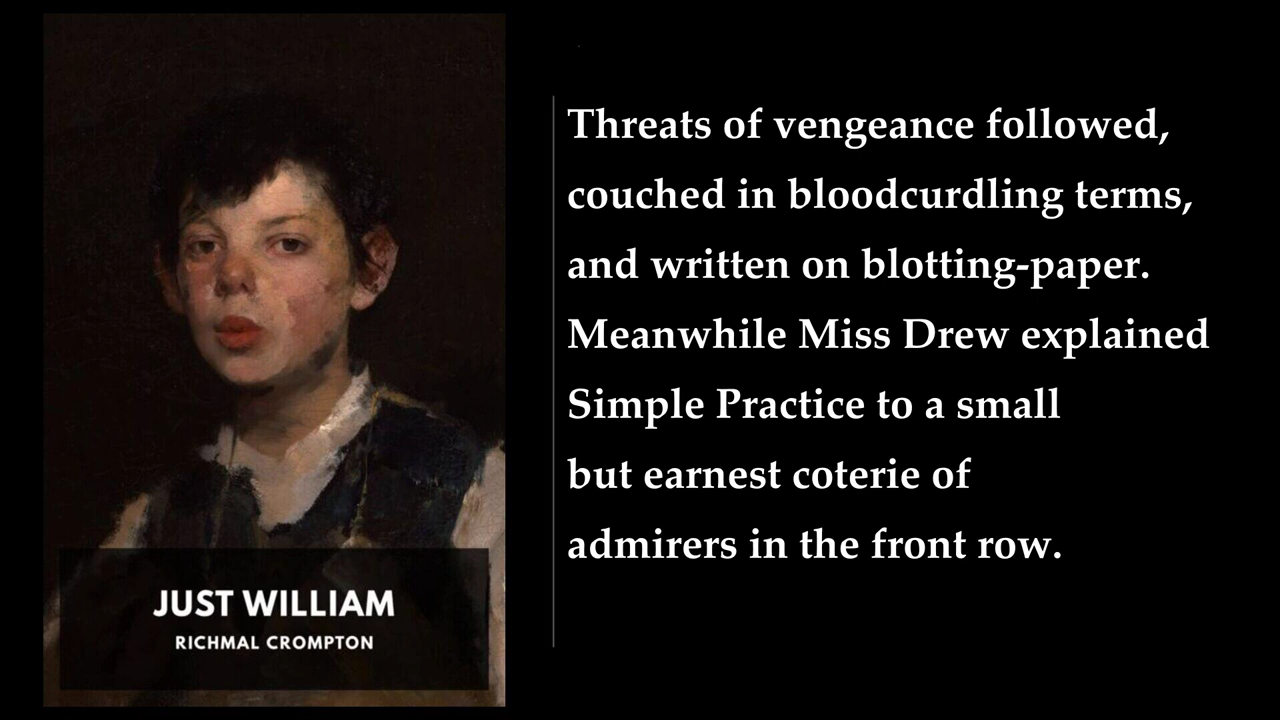 Threats of vengeance followed,
couched in bloodcurdling terms,
and written on blotting-paper.
Meanwhile Miss Drew explained
Simple Practice to a small
but earnest coterie of
admirers in the front row.
JUST WILLIAM
RICHMAL CROMPTON